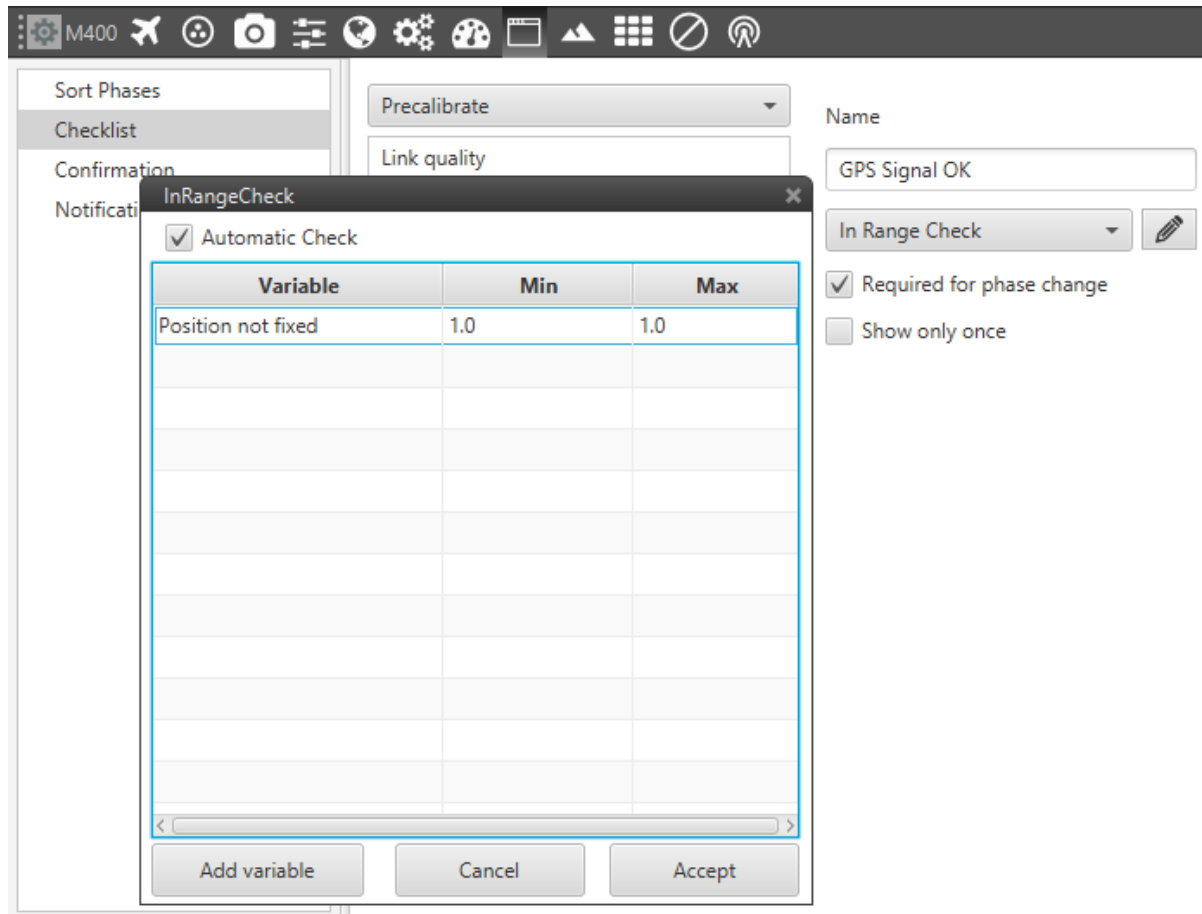 M400
Sort Phases
Checklist
Confirmation
Notificati
Precalibrate
Link quality
Name
GPS Signal OK
In Range Check
Required for phase change
Show only once
InRangeCheck
Automatic Check
Variable Min Max
Position not fixed 1.0 1.0
Add variable Cancel Accept